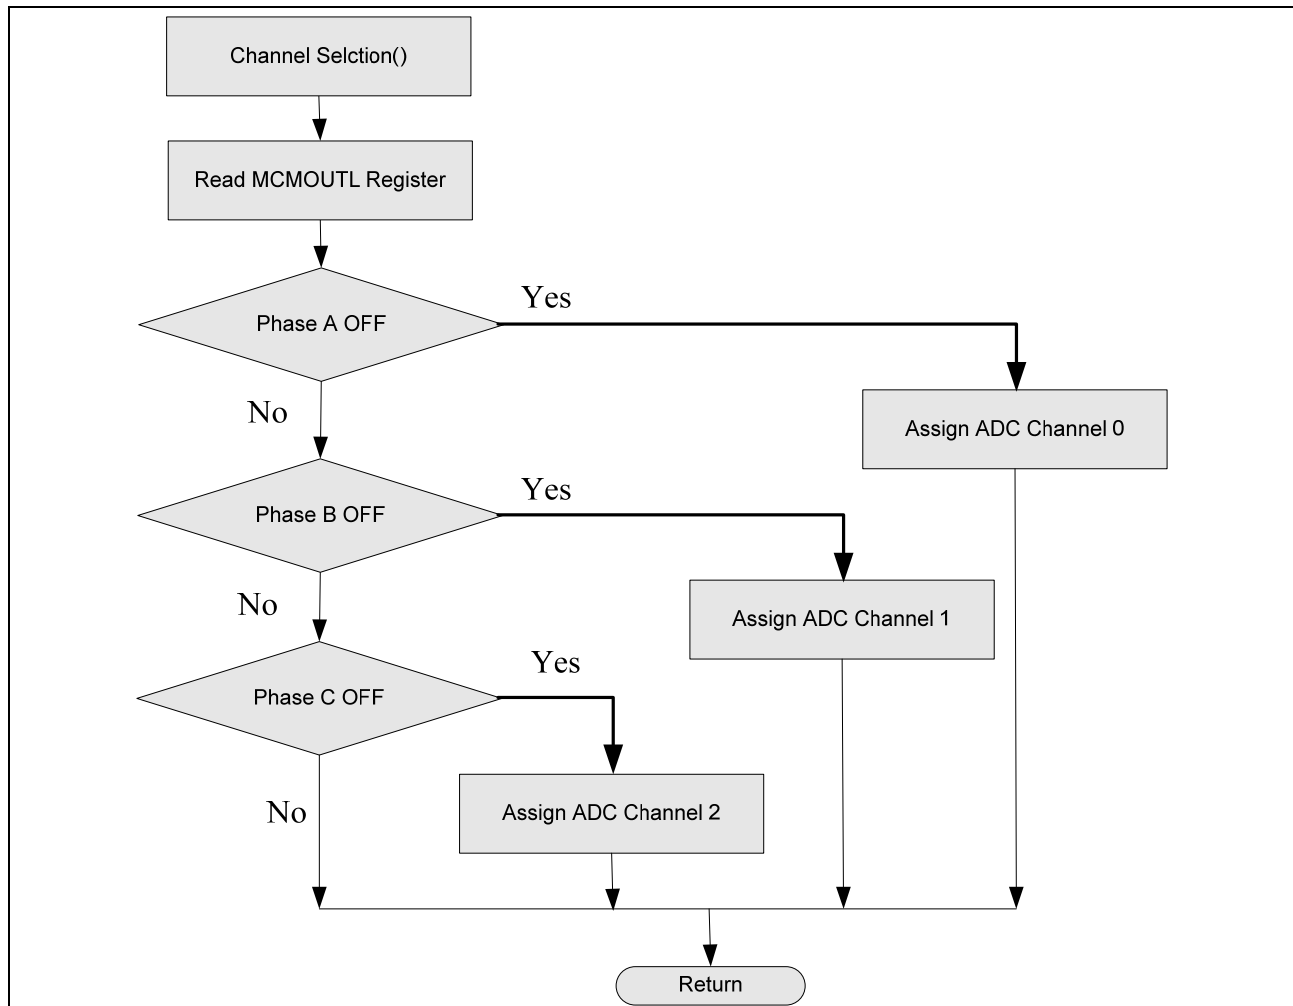 Channel Selction()
Read MCMOUTL Register
Phase A OFF
Yes
No
Assign ADC Channel 0
Phase B OFF
Yes
No
Assign ADC Channel 1
Phase C OFF
Yes
No
Assign ADC Channel 2
Return